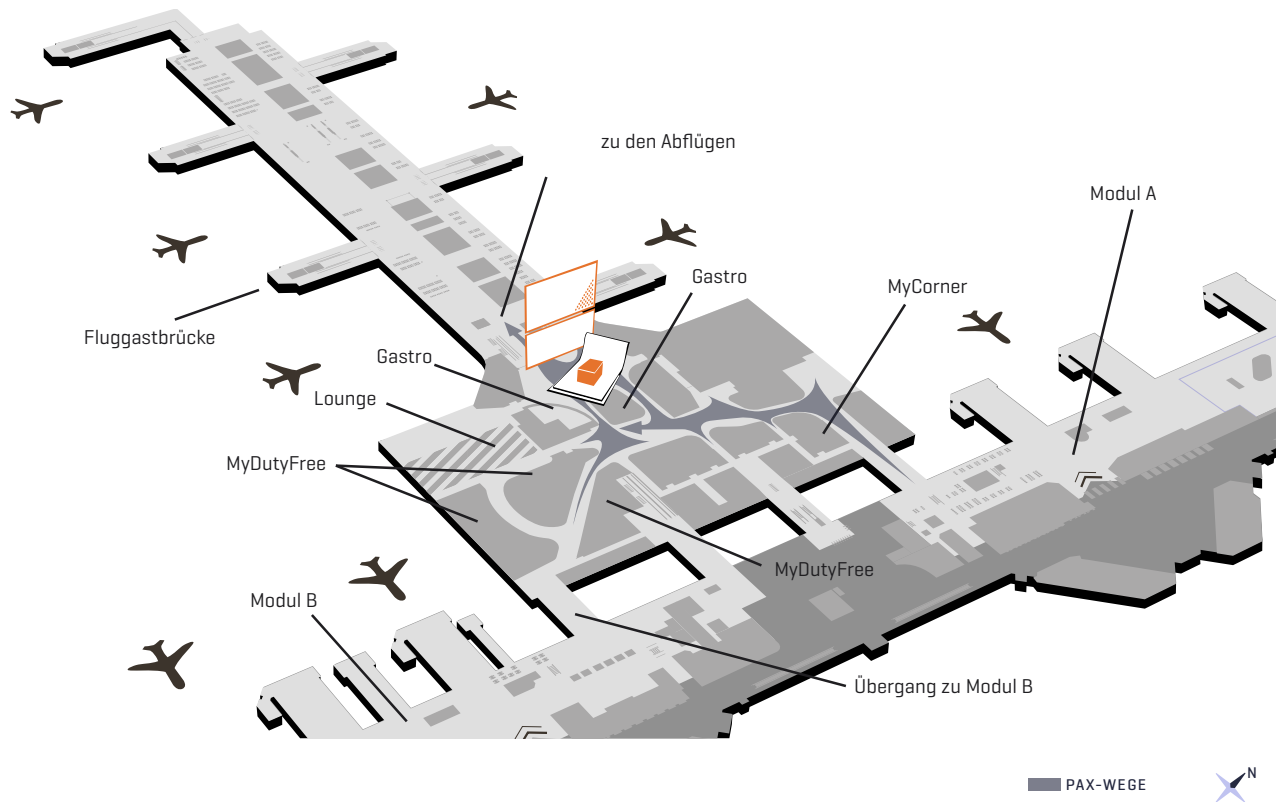 zu den Abflügen
Modul A
Gastro
MyCorner
Fluggastbrücke
Gastro
Lounge
MyDutyFree
MyDutyFree
Modul B
Übergang zu Modul B
PAX-WEGE
N